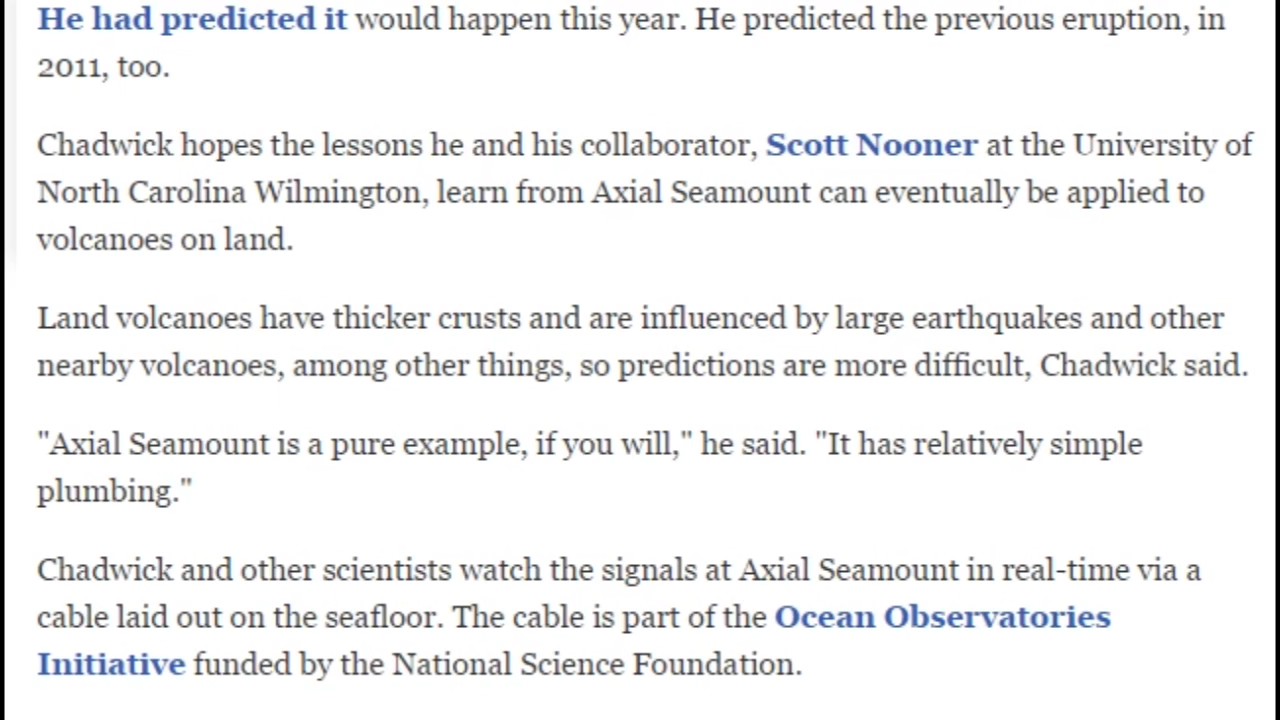 He had predicted it would happen this year. He predicted the previous eruption, in
2011, too.
Chadwick hopes the lessons he and his collaborator, Scott Nooner at the University of
North Carolina Wilmington, learn from Axial Seamount can eventually be applied to
volcanoes on land.
Land volcanoes have thicker crusts and are influenced by large earthquakes and other
nearby volcanoes, among other things, so predictions are more difficult, Chadwick said.
"Axial Seamount is a pure example, if you will," he said. "It has relatively simple
plumbing."
Chadwick and other scientists watch the signals at Axial Seamount in real-time via a
cable laid out on the seafloor. The cable is part of the Ocean Observatories
Initiative funded by the National Science Foundation.